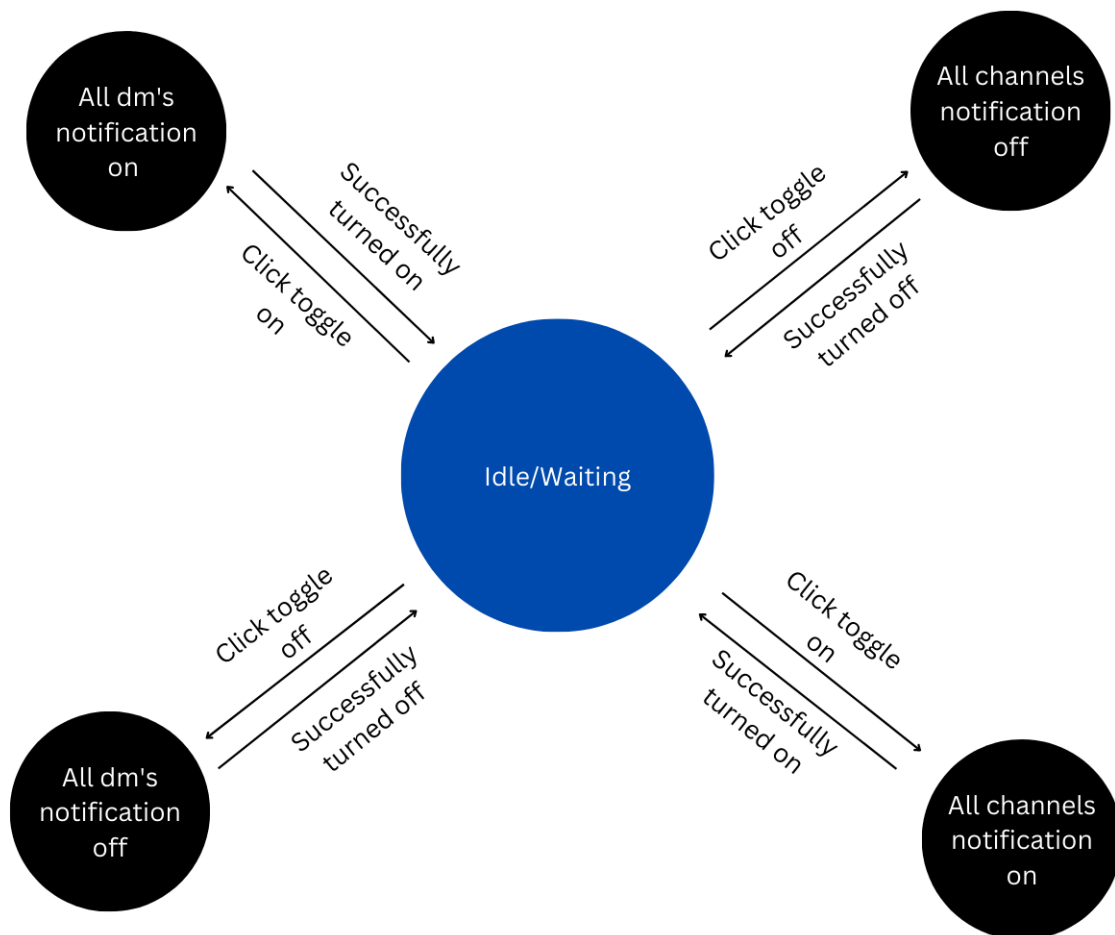 All dm's
notification
on
All channels
notification
off
Successfully
turned on
Click toggle
on
Click toggle
off
Successfully
turned off
Idle/Waiting
Click toggle
off
Successfully
turned off
Click toggle
on
Successfully
turned on
All dm's
notification
off
All channels
notification
on